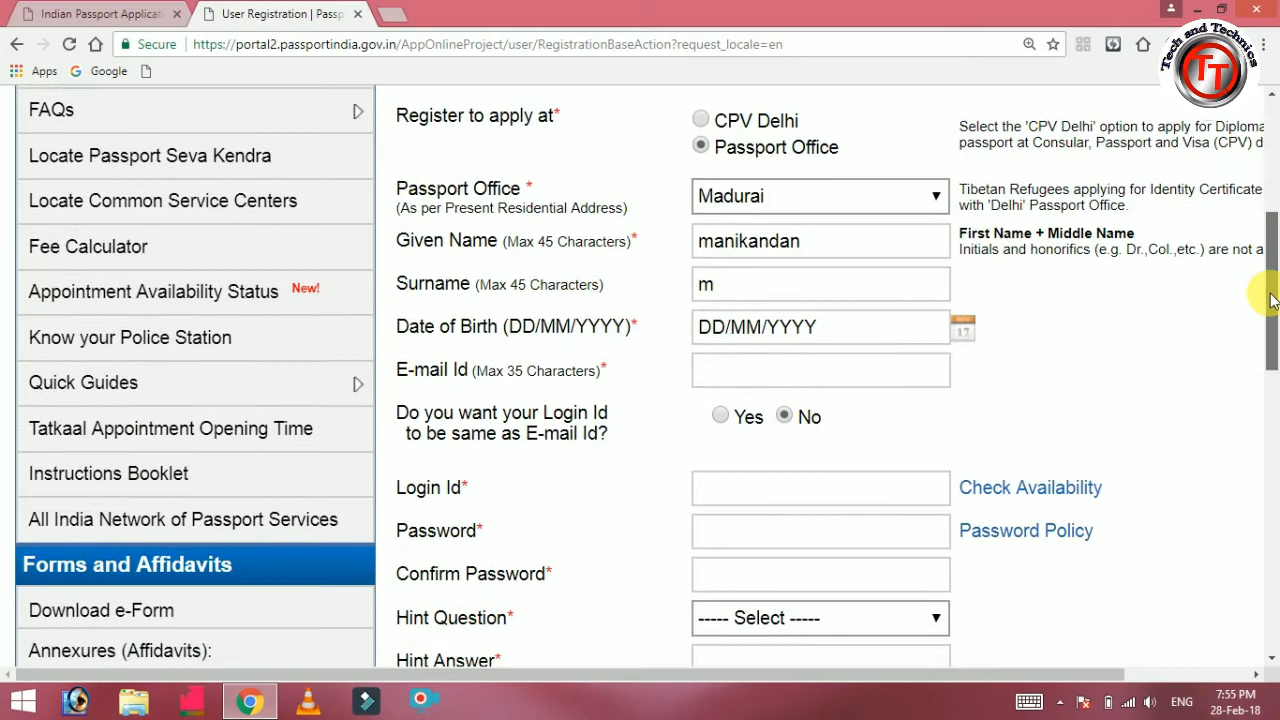 Indian Passport Applicat
User Registration | Passp
Secure
https://portal2.passportindia.gov.in/AppOnlineProject/user/RegistrationBaseAction?request_locale=en
Apps
Google
Tech and Technics
TT
FAQs
Locate Passport Seva Kendra
Locate Common Service Centers
Fee Calculator
Appointment Availability Status New!
Know your Police Station
Quick Guides
Tatkaal Appointment Opening Time
Instructions Booklet
All India Network of Passport Services
Forms and Affidavits
Download e-Form
Annexures (Affidavits):
Register to apply at*
CPV Delhi
Passport Office
Select the 'CPV Delhi' option to apply for Diploma
passport at Consular, Passport and Visa (CPV) d
Passport Office *
(As per Present Residential Address)
Madurai
Tibetan Refugees applying for Identity Certificate
with 'Delhi' Passport Office.
Given Name (Max 45 Characters)*
manikandan
First Name + Middle Name
Initials and honorifics (e.g. Dr.,Col.,etc.) are not a
Surname (Max 45 Characters)
m
Date of Birth (DD/MM/YYYY)*
DD/MM/YYYY
17
E-mail Id (Max 35 Characters)*
Do you want your Login Id
to be same as E-mail Id?
Yes
No
Login Id*
Check Availability
Password*
Password Policy
Confirm Password*
Hint Question*
----- Select -----
Hint Answer*
ENG
7:55 PM
28-Feb-18